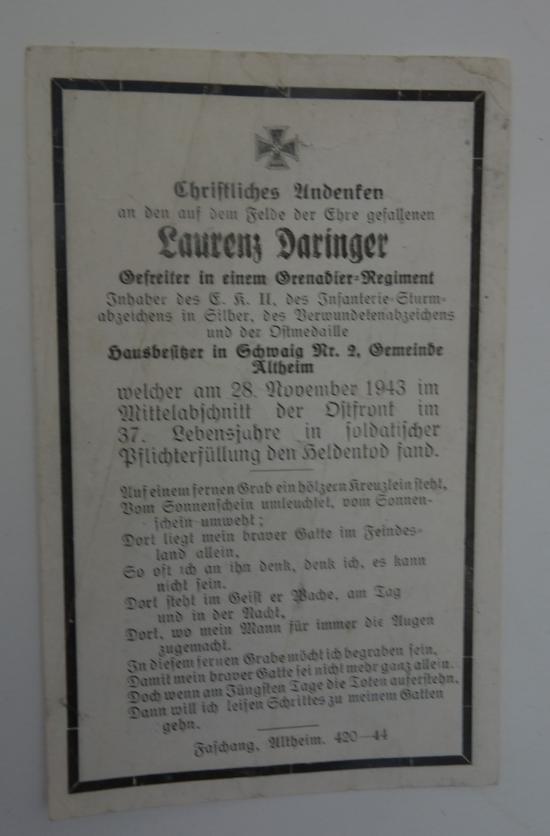 Christliches Andenken
an den auf dem Felde der Ehre gefallenen
Laurenz Daringer
Gefreiter in einem Grenadier-Regiment
Inhaber des E. K. II, des Infanterie-Sturm-
abzeichens in Silber, des Verwundetenabzeichens
und der Ostmedaille
Hausbesitzer in Schwaig Nr. 2, Gemeinde
Altheim
welcher am 28. November 1943 im
Mittelabschnitt der Ostfront im
37. Lebensjahre in soldatischer
Pflichterfüllung den Heldentod fand.
Auf einem fernen Grab ein hölzern Kreuzlein steht,
Vom Sonnenschein umleuchtet, vom Sonnen-
schein umweht;
Dort liegt mein braver Gatte im Feindes-
land allein,
So oft ich an ihn denk, denk ich, es kann
nicht sein.
Dort steht im Geist er Wache, am Tag
und in der Nacht,
Dort, wo mein Mann für immer die Augen
zugemacht.
In diesem fernen Grabe möcht ich begraben sein,
Damit mein braver Gatte sei nicht mehr ganz allein.
Doch wenn am Jüngsten Tage die Toten auferstehn,
Dann will ich leisen Schrittes zu meinem Gatten
gehn.
Faschang, Altheim. 420—44